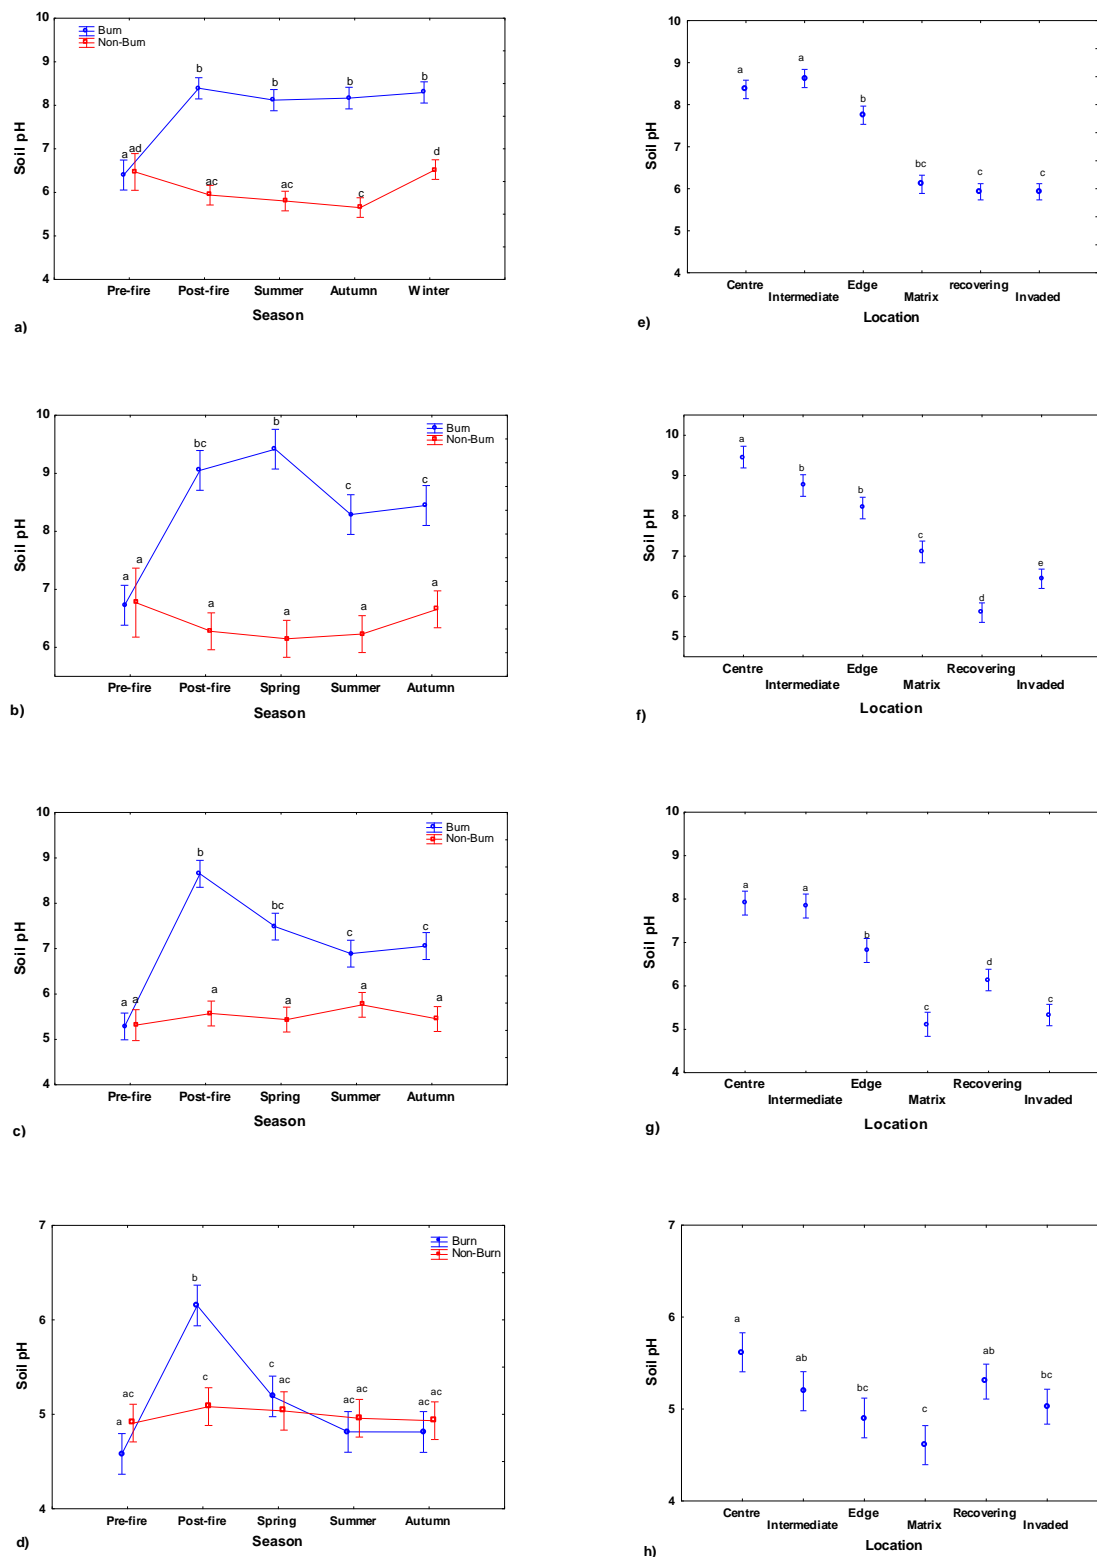 10
9
8
7
6
5
4
Soil pH
Burn
Non-Burn
a
ad
b
ac
b
ac
b
c
b
d
Pre-fire Post-fire Summer Autumn Winter
Season
a)
10
9
8
7
6
5
4
Soil pH
a
a
b
bc
c
c
Centre Edge recovering
Intermediate Matrix Invaded
Location
e)
10
9
8
7
6
Soil pH
Burn
Non-Burn
a
a
bc
a
b
a
c
a
c
a
Pre-fire Post-fire Spring Summer Autumn
Season
b)
10
9
8
7
6
5
Soil pH
a
b
b
c
d
e
Centre Edge Recovering
Intermediate Matrix Invaded
Location
f)
10
9
8
7
6
5
4
Soil pH
Burn
Non-Burn
a
a
b
a
bc
a
c
a
c
a
Pre-fire Post-fire Spring Summer Autumn
Season
c)
10
9
8
7
6
5
4
Soil pH
a
a
b
c
d
c
Centre Edge Recovering
Intermediate Matrix Invaded
Location
g)
7
6
5
4
Soil pH
Burn
Non-Burn
a
ac
b
c
c
ac
ac
ac
ac
ac
Pre-fire Post-fire Spring Summer Autumn
Season
d)
7
6
5
4
Soil pH
a
ab
bc
c
ab
bc
Centre Edge Recovering
Intermediate Matrix Invaded
Location
h)